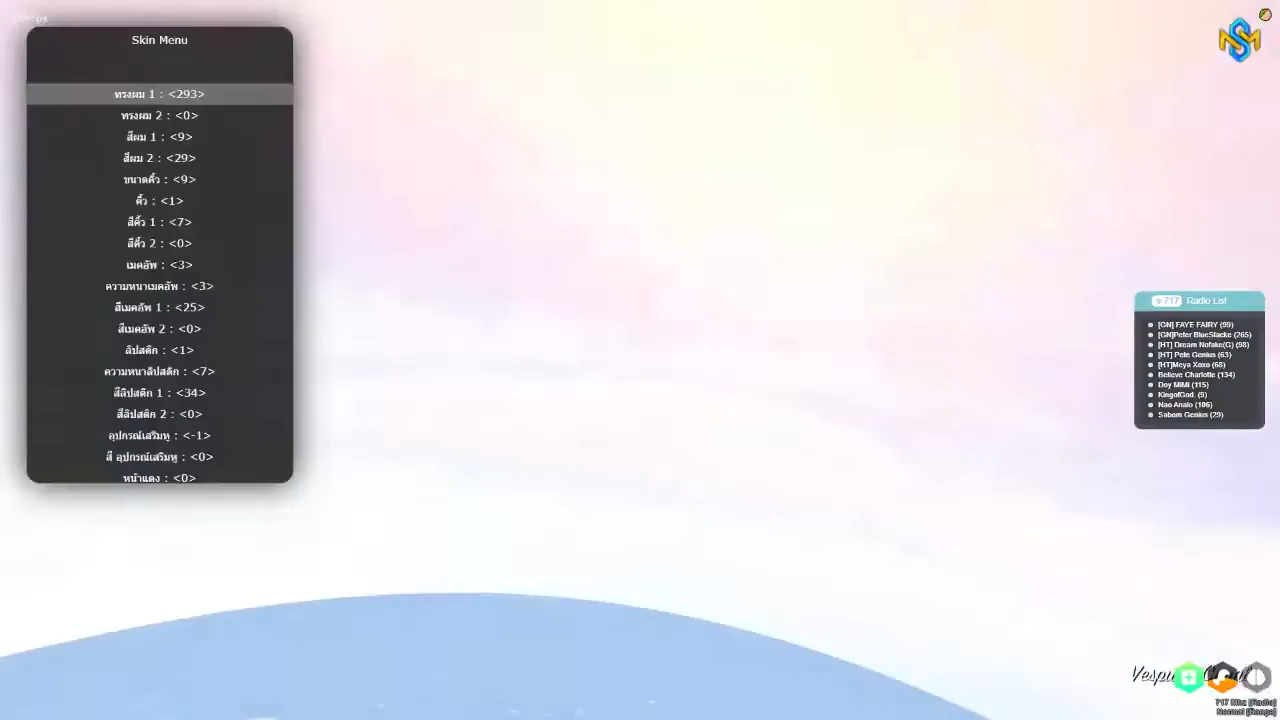 Skin Menu
ทรงผม 1 : <293>
ทรงผม 2 : <0>
สีผม 1 : <9>
สีผม 2 : <29>
ขนาดคิ้ว : <9>
คิ้ว : <1>
สีคิ้ว 1 : <7>
สีคิ้ว 2 : <0>
เมคอัพ : <3>
ความหนาเมคอัพ : <3>
สีเมคอัพ 1 : <25>
สีเมคอัพ 2 : <0>
ลิปสติก : <1>
ความหนาลิปสติก : <7>
สีลิปสติก 1 : <34>
สีลิปสติก 2 : <0>
อุปกรณ์เสริมหู : <-1>
สี อุปกรณ์เสริมหู : <0>
หน้าแดง : <0>
717 Radio List
[GN] FAYE FAIRY (99)
[GN]Peter BlueSlacke (265)
[HT] Dream Nofake(G) (98)
[HT] Pete Genius (63)
[HT]Meya Xoxo (68)
Believe Charlotte (134)
Doy MiMi (115)
KingofGod. (9)
Nao Analo (106)
Sabom Genius (29)
717 Mhz [Radio]
Normal [Range]